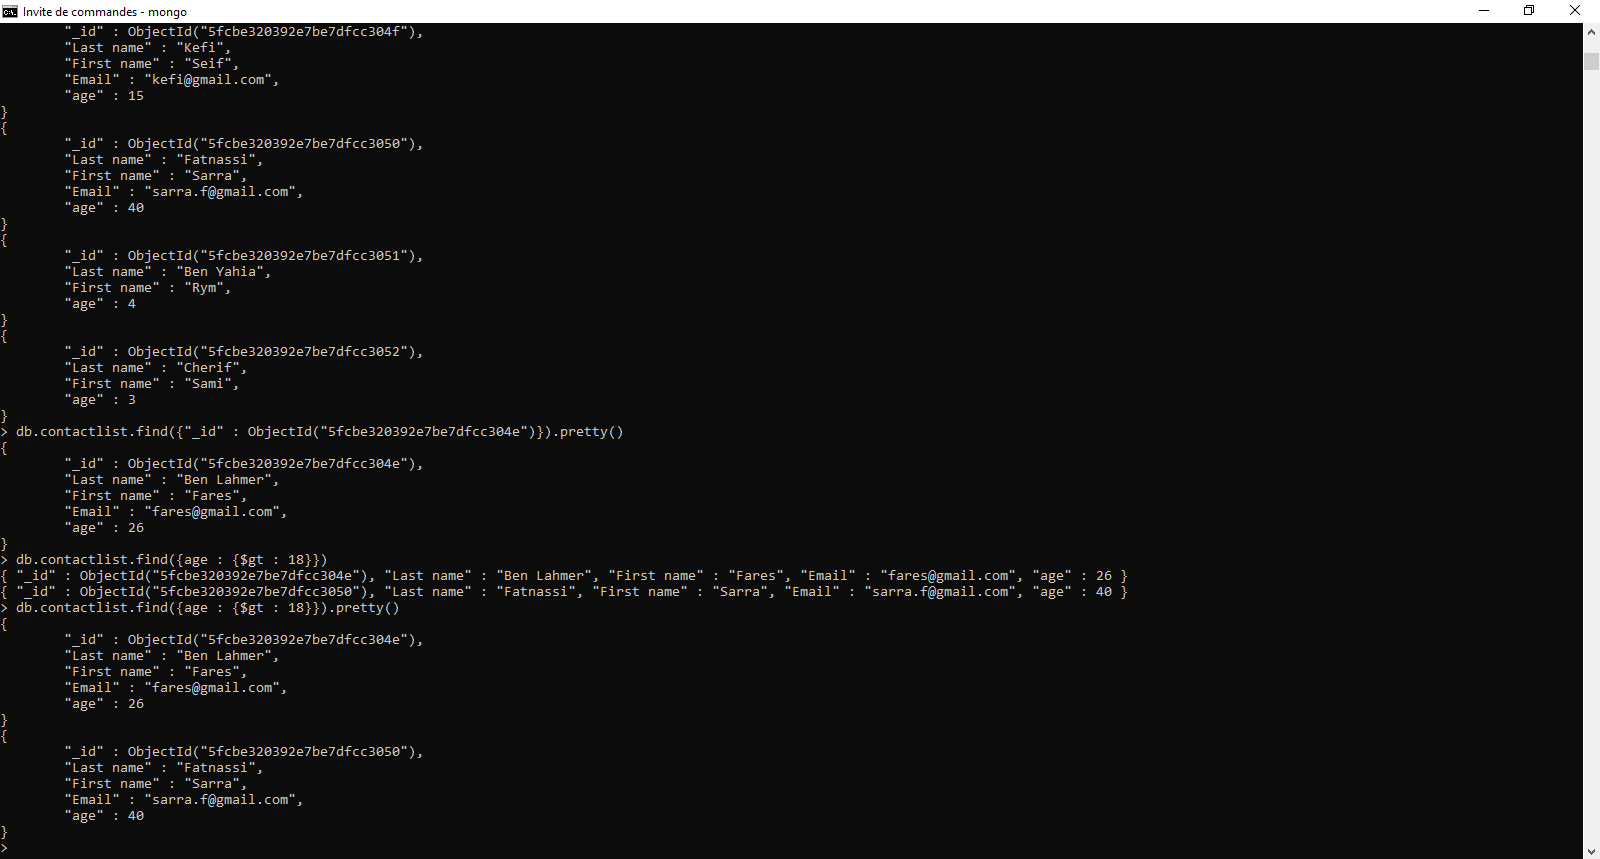 Invite de commandes - mongo
"_id" : ObjectId("5fcbe320392e7be7dfcc304f"),
"Last name" : "Kefi",
"First name" : "Seif",
"Email" : "kefi@gmail.com",
"age" : 15
}
{
"_id" : ObjectId("5fcbe320392e7be7dfcc3050"),
"Last name" : "Fatnassi",
"First name" : "Sarra",
"Email" : "sarra.f@gmail.com",
"age" : 40
}
{
"_id" : ObjectId("5fcbe320392e7be7dfcc3051"),
"Last name" : "Ben Yahia",
"First name" : "Rym",
"age" : 4
}
{
"_id" : ObjectId("5fcbe320392e7be7dfcc3052"),
"Last name" : "Cherif",
"First name" : "Sami",
"age" : 3
}
> db.contactlist.find({"_id" : ObjectId("5fcbe320392e7be7dfcc304e")}).pretty()
{
"_id" : ObjectId("5fcbe320392e7be7dfcc304e"),
"Last name" : "Ben Lahmer",
"First name" : "Fares",
"Email" : "fares@gmail.com",
"age" : 26
}
> db.contactlist.find({age : {$gt : 18}})
{ "_id" : ObjectId("5fcbe320392e7be7dfcc304e"), "Last name" : "Ben Lahmer", "First name" : "Fares", "Email" : "fares@gmail.com", "age" : 26 }
{ "_id" : ObjectId("5fcbe320392e7be7dfcc3050"), "Last name" : "Fatnassi", "First name" : "Sarra", "Email" : "sarra.f@gmail.com", "age" : 40 }
> db.contactlist.find({age : {$gt : 18}}).pretty()
{
"_id" : ObjectId("5fcbe320392e7be7dfcc304e"),
"Last name" : "Ben Lahmer",
"First name" : "Fares",
"Email" : "fares@gmail.com",
"age" : 26
}
{
"_id" : ObjectId("5fcbe320392e7be7dfcc3050"),
"Last name" : "Fatnassi",
"First name" : "Sarra",
"Email" : "sarra.f@gmail.com",
"age" : 40
}
>